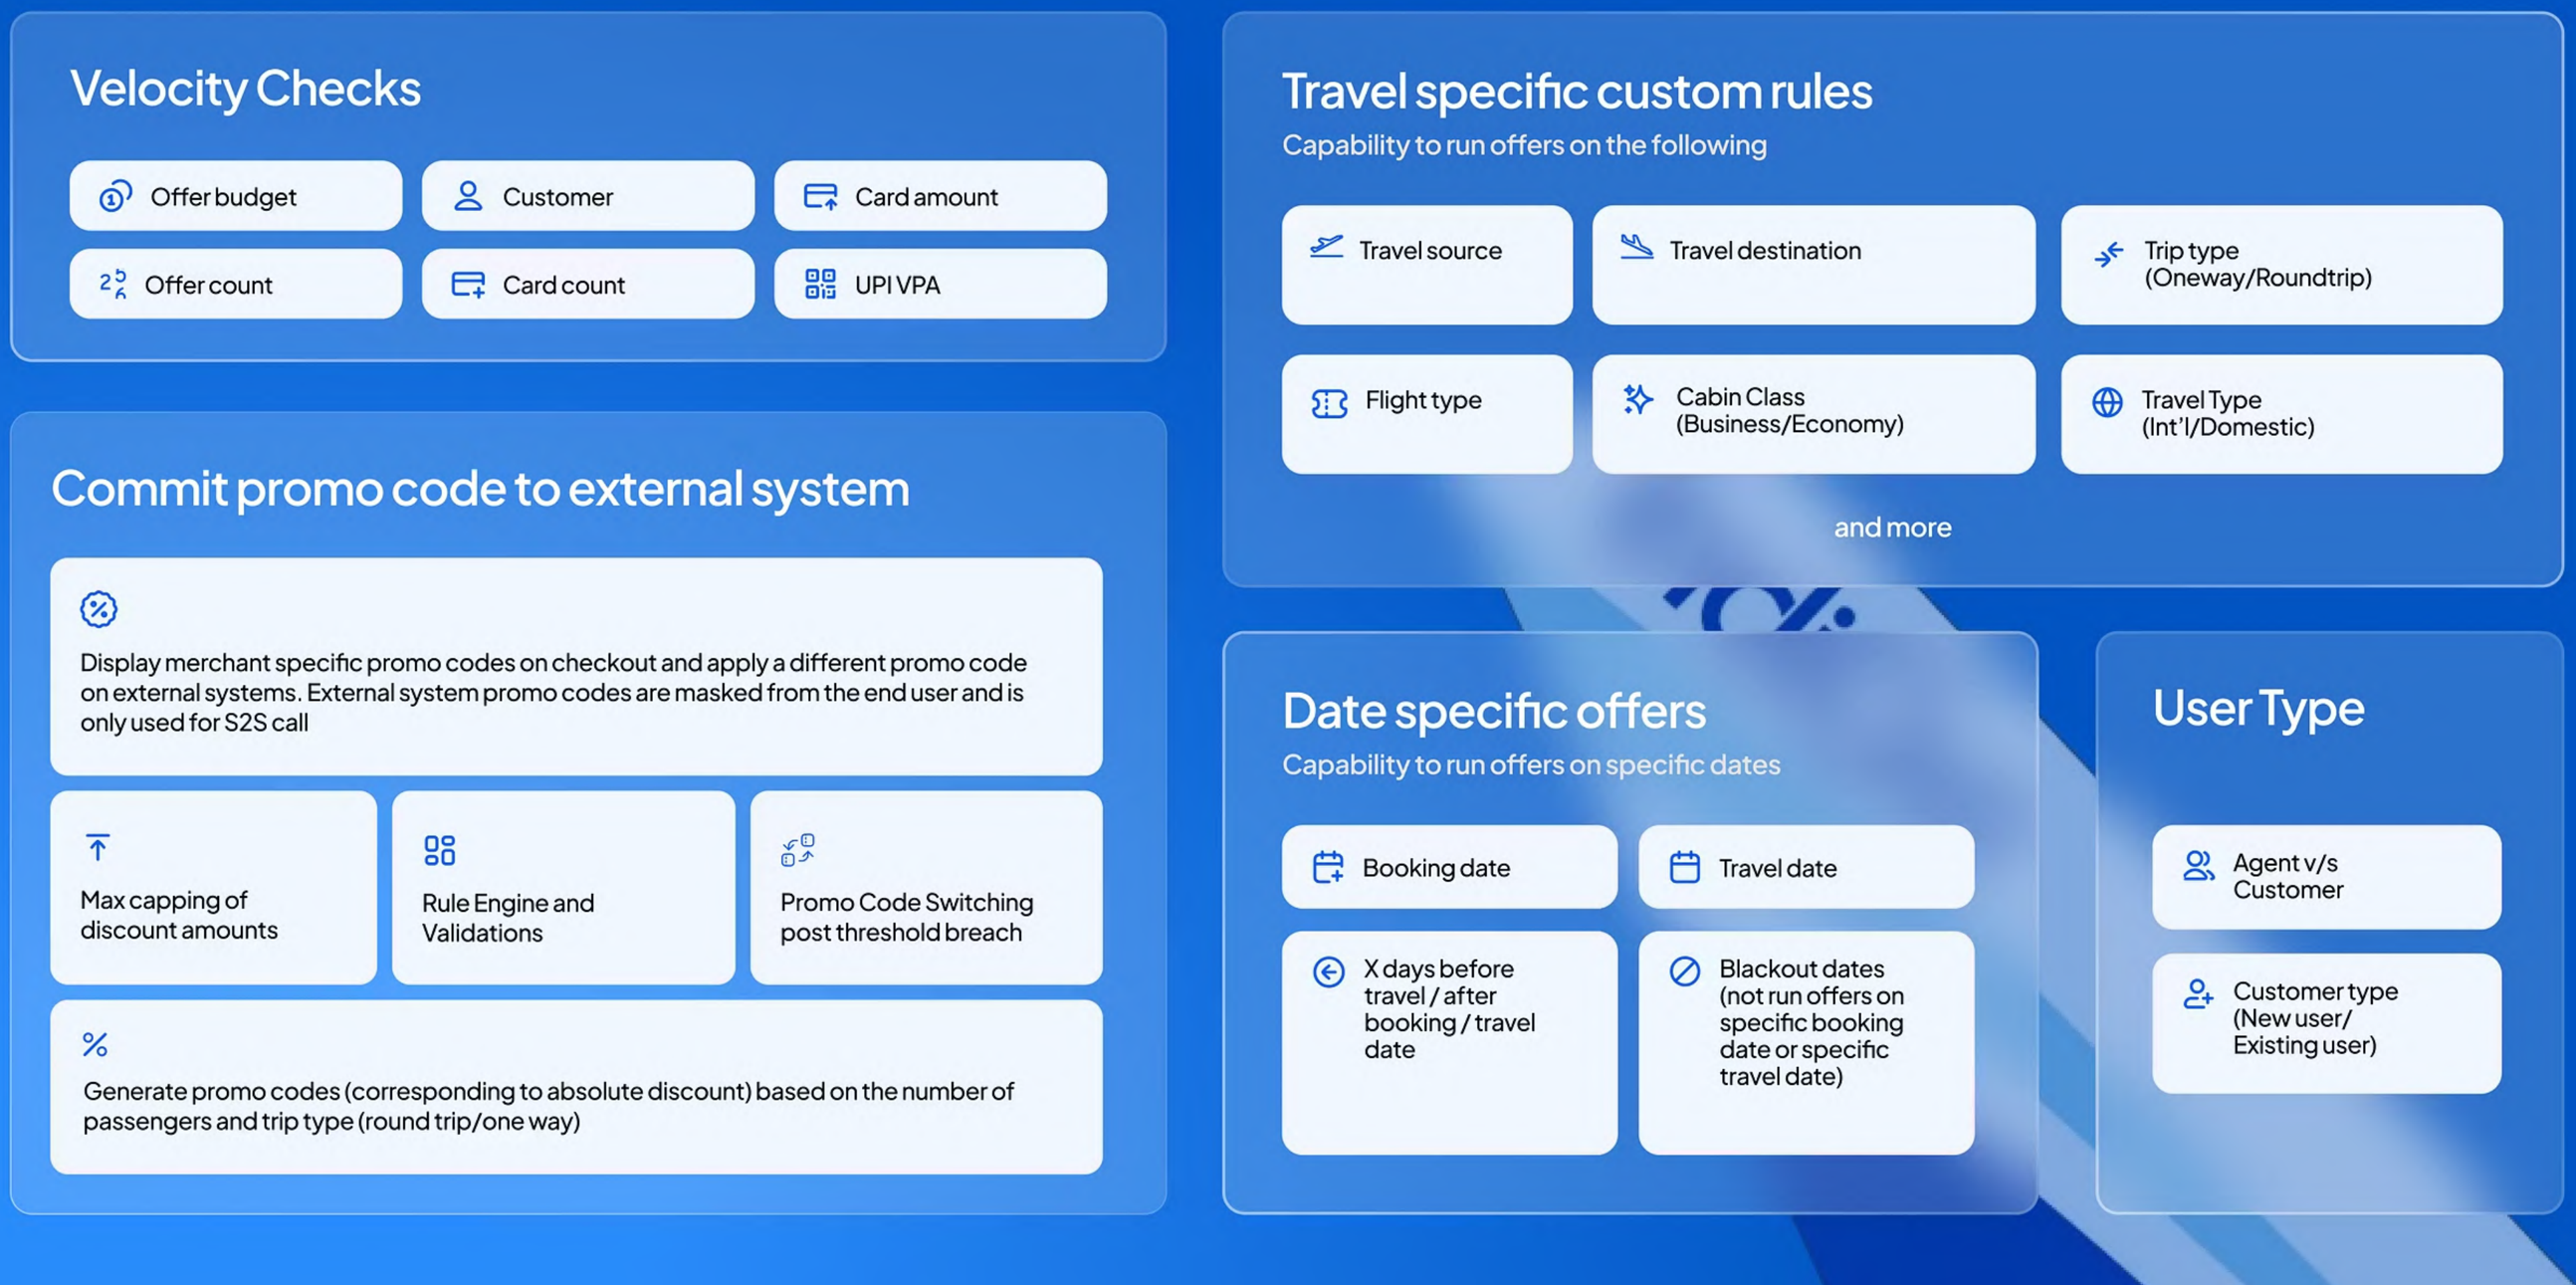 Velocity Checks
Offer budget
Customer
Card amount
Offer count
Card count
UPI VPA
Commit promo code to external system
Display merchant specific promo codes on checkout and apply a different promo code
on external systems. External system promo codes are masked from the end user and is
only used for S2S call
Max capping of
discount amounts
Rule Engine and
Validations
Promo Code Switching
post threshold breach
Generate promo codes (corresponding to absolute discount) based on the number of
passengers and trip type (round trip/one way)
Travel specific custom rules
Capability to run offers on the following
Travel source
Travel destination
Trip type
(Oneway/Roundtrip)
Flight type
Cabin Class
(Business/Economy)
Travel Type
(Int'l/Domestic)
and more
Date specific offers
Capability to run offers on specific dates
Booking date
Travel date
X days before
travel / after
booking / travel
date
Blackout dates
(not run offers on
specific booking
date or specific
travel date)
User Type
Agent v/s
Customer
Customer type
(New user/
Existing user)